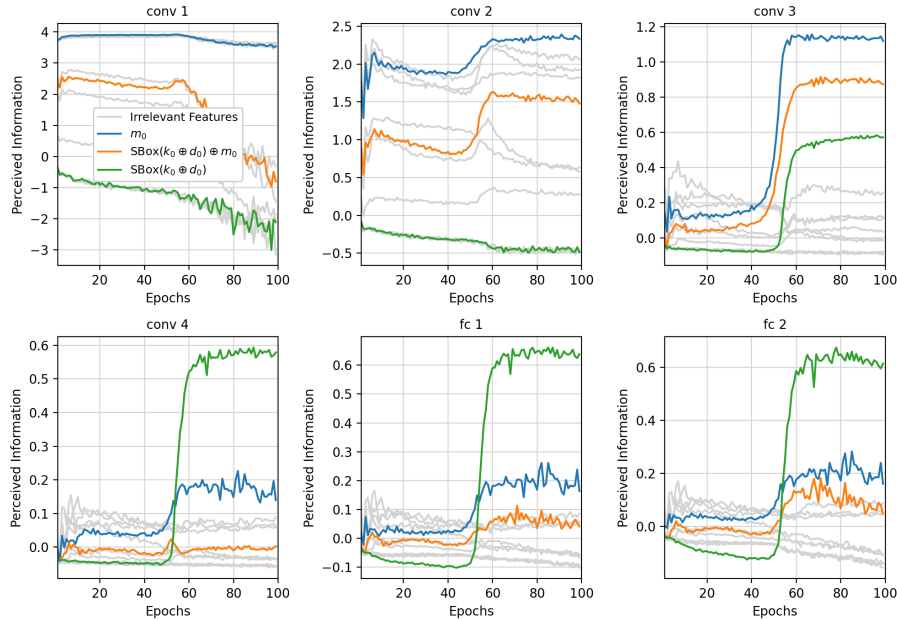 conv 1
4
3
2
1
0
−1
−2
−3
Perceived Information
20 40 60 80 100
Epochs
Irrelevant Features
m₀
SBox(k₀ ⊕ d₀) ⊕ m₀
SBox(k₀ ⊕ d₀)
conv 2
2.5
2.0
1.5
1.0
0.5
0.0
−0.5
Perceived Information
20 40 60 80 100
Epochs
conv 3
1.2
1.0
0.8
0.6
0.4
0.2
0.0
Perceived Information
20 40 60 80 100
Epochs
conv 4
0.6
0.5
0.4
0.3
0.2
0.1
0.0
Perceived Information
20 40 60 80 100
Epochs
fc 1
0.6
0.5
0.4
0.3
0.2
0.1
0.0
−0.1
Perceived Information
20 40 60 80 100
Epochs
fc 2
0.6
0.4
0.2
0.0
Perceived Information
20 40 60 80 100
Epochs